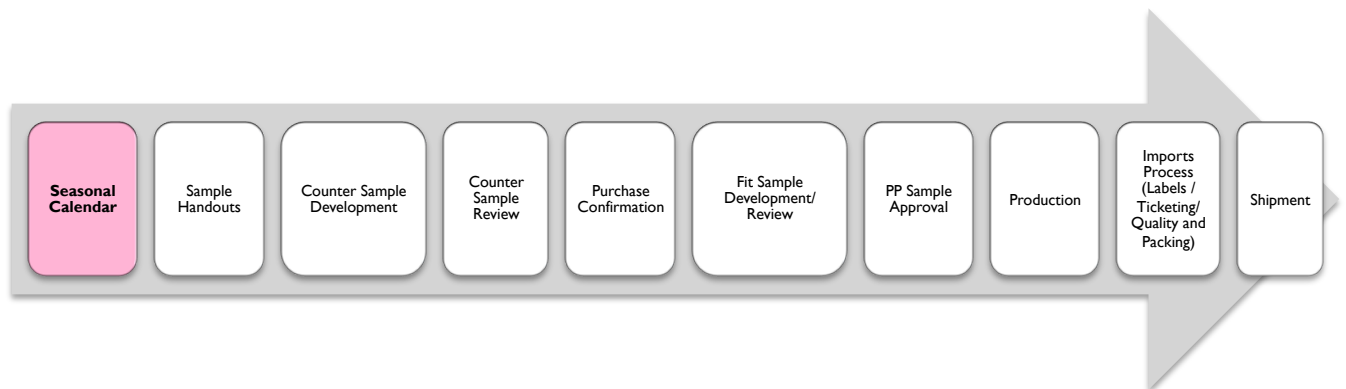 Seasonal
Calendar
Sample
Handouts
Counter Sample
Development
Counter
Sample
Review
Purchase
Confirmation
Fit Sample
Development/
Review
PP Sample
Approval
Production
Imports
Process
(Labels /
Ticketing/
Quality and
Packing)
Shipment